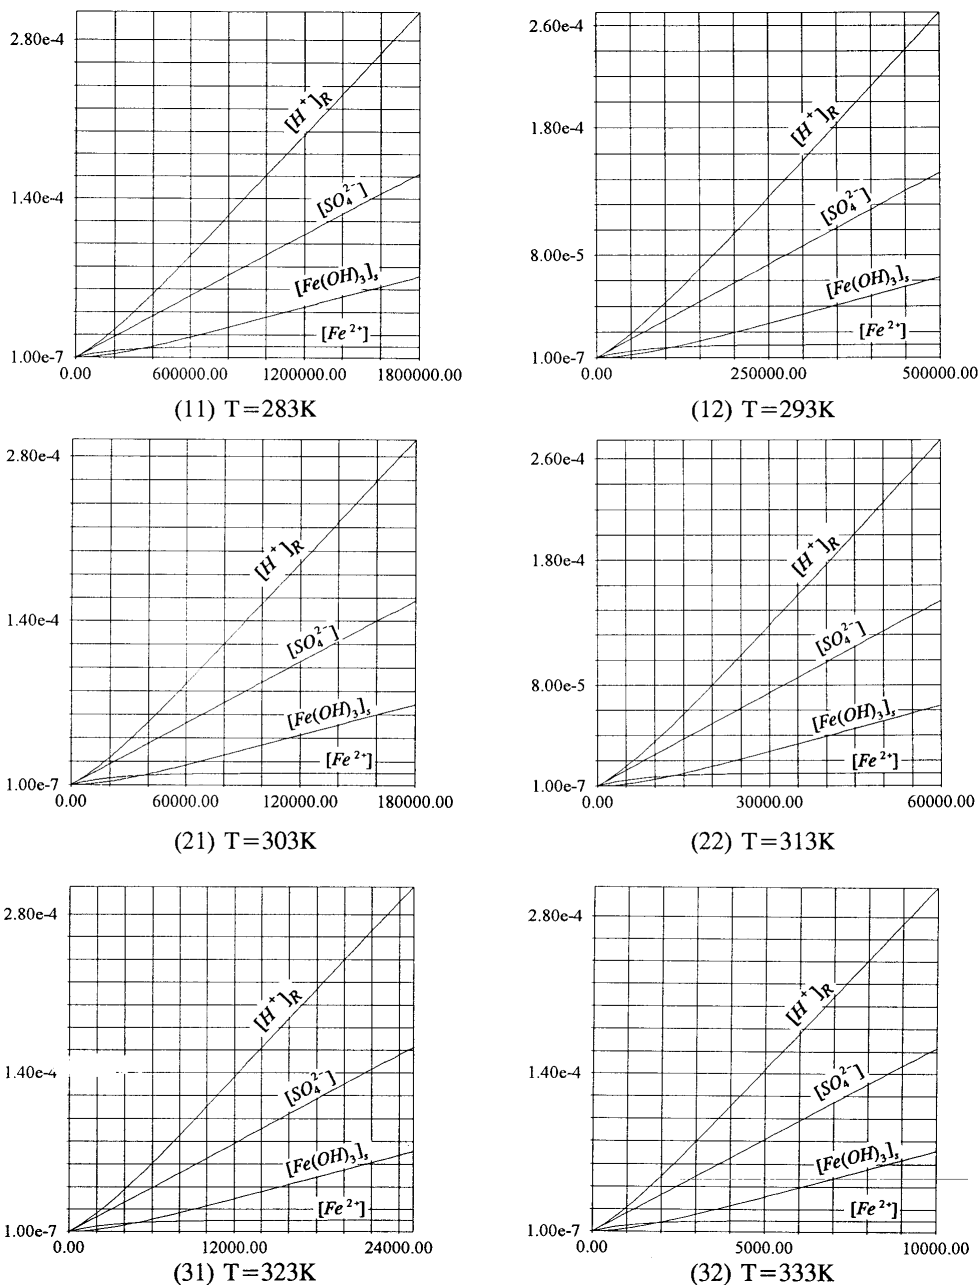 2.80e-4
[H⁺]R
[SO₄²⁻]
1.40e-4
[Fe(OH)₃]s
[Fe²⁺]
1.00e-7
0.00 600000.00 1200000.00 1800000.00
(11) T=283K
2.60e-4
1.80e-4
[H⁺]R
[SO₄²⁻]
8.00e-5
[Fe(OH)₃]s
[Fe²⁺]
1.00e-7
0.00 250000.00 500000.00
(12) T=293K
2.80e-4
[H⁺]R
1.40e-4
[SO₄²⁻]
[Fe(OH)₃]s
[Fe²⁺]
1.00e-7
0.00 60000.00 120000.00 180000.00
(21) T=303K
2.60e-4
1.80e-4
[H⁺]R
[SO₄²⁻]
8.00e-5
[Fe(OH)₃]s
[Fe²⁺]
1.00e-7
0.00 30000.00 60000.00
(22) T=313K
2.80e-4
[H⁺]R
1.40e-4
[SO₄²⁻]
[Fe(OH)₃]s
[Fe²⁺]
1.00e-7
0.00 12000.00 24000.00
(31) T=323K
2.80e-4
[H⁺]R
1.40e-4
[SO₄²⁻]
[Fe(OH)₃]s
[Fe²⁺]
1.00e-7
0.00 5000.00 10000.00
(32) T=333K